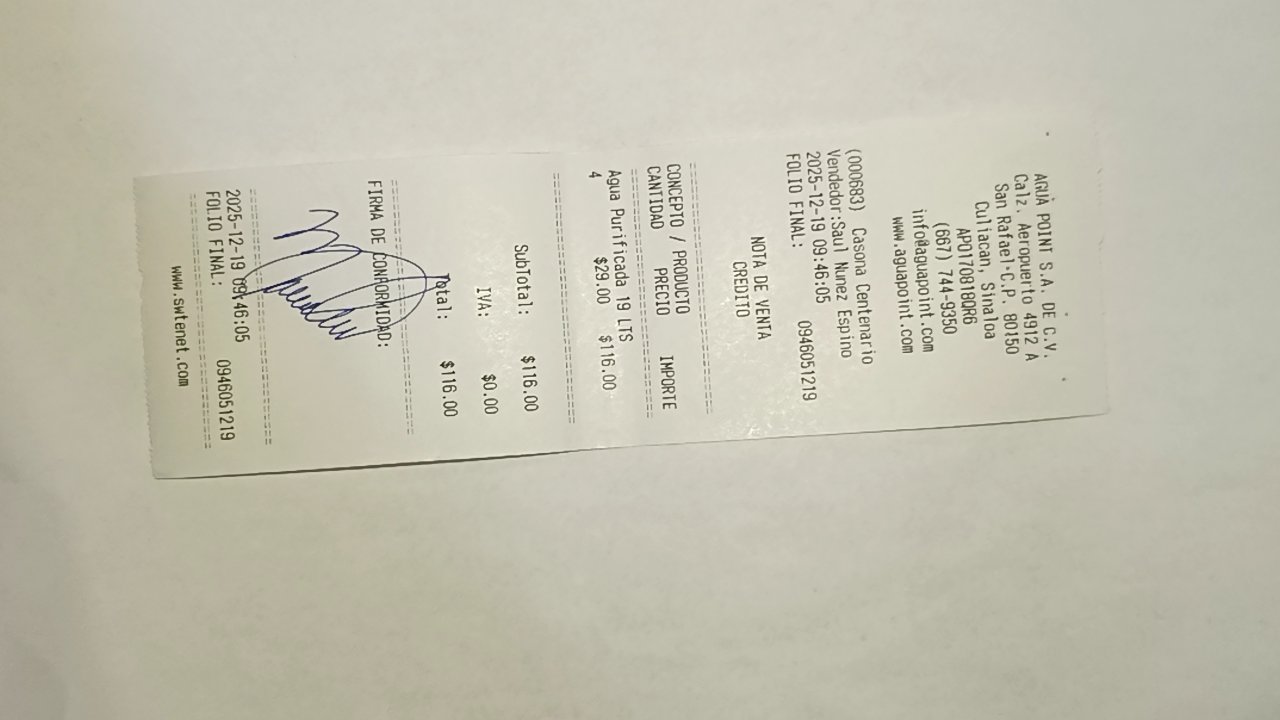 AGUA POINT S.A. DE C.V.
Calz. Aeropuerto 4912 A
San Rafael C.P. 80150
Culiacan, Sinaloa
APO170818QR6
(667) 744-9350
info@aguapoint.com
www.aguapoint.com
(000683) Casona Centenario
Vendedor:Saul Nunez Espino
2025-12-19 09:46:05
FOLIO FINAL: 0946051219
NOTA DE VENTA
CREDITO
CONCEPTO / PRODUCTO
CANTIDAD PRECIO IMPORTE
Agua Purificada 19 LTS
4 $29.00 $116.00
SubTotal: $116.00
IVA: $0.00
Total: $116.00
FIRMA DE CONFORMIDAD:
2025-12-19 09:46:05
FOLIO FINAL: 0946051219
www.swtenet.com